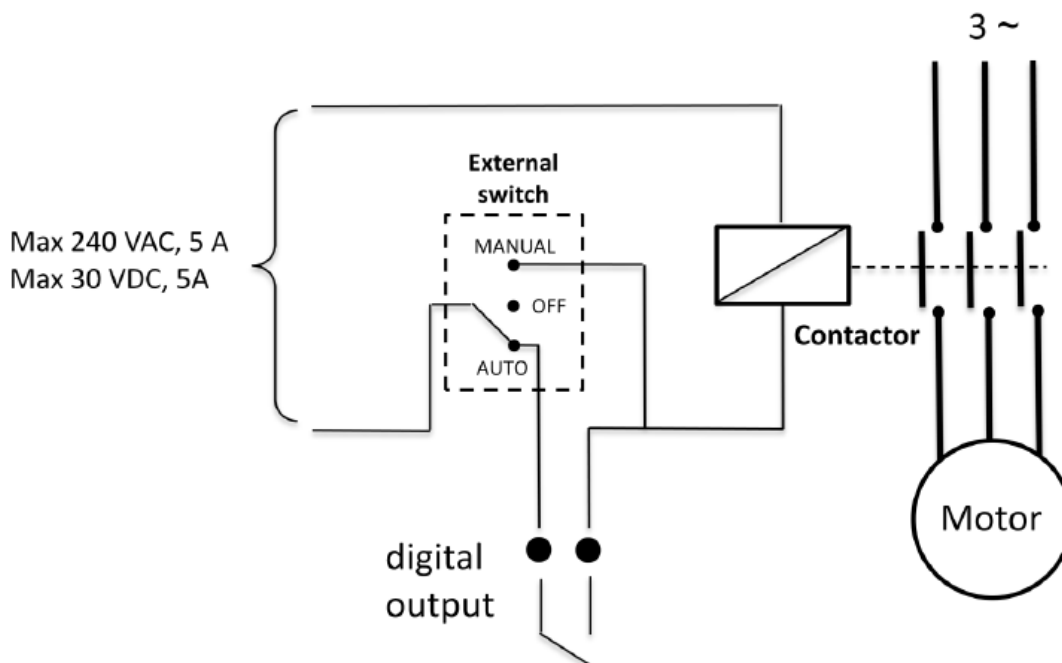 3 ~
External
switch
MANUAL
OFF
AUTO
Max 240 VAC, 5 A
Max 30 VDC, 5A
Contactor
Motor
digital
output